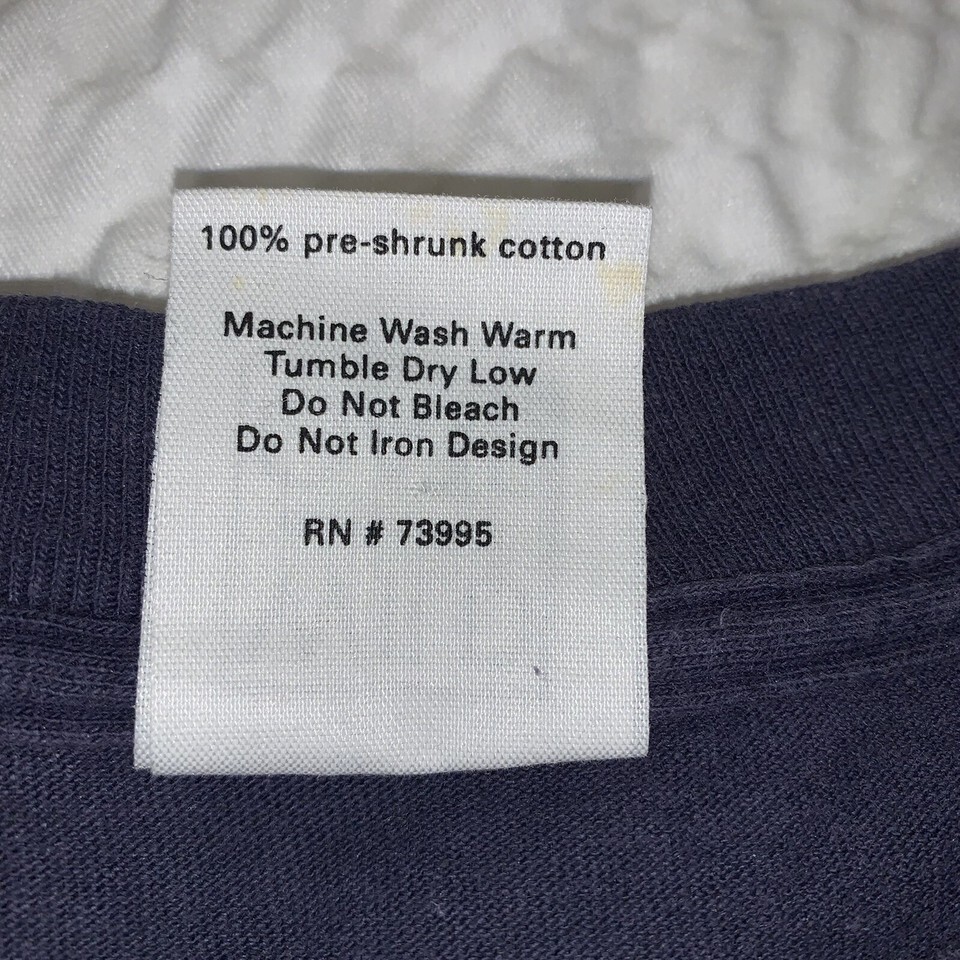 100% pre-shrunk cotton
Machine Wash Warm
Tumble Dry Low
Do Not Bleach
Do Not Iron Design
RN # 73995